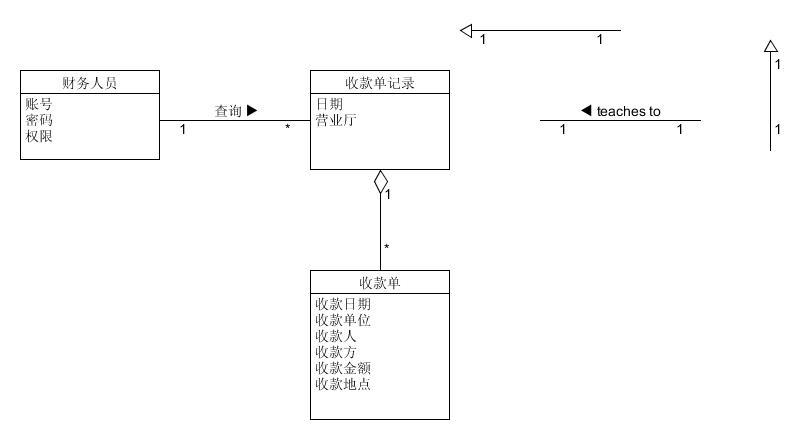 1 1
1
财务人员
收款单记录
账号
密码
权限
查询 ▶
日期
营业厅
◀ teaches to
1 *
1 1
1
1
*
收款单
收款日期
收款单位
收款人
收款方
收款金额
收款地点